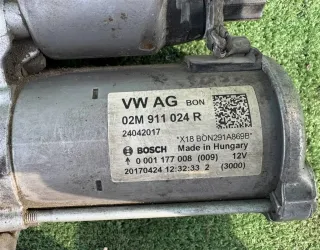 VW AG BON
02M 911 024 R
24042017
*X18 BON291A869B*
BOSCH Made in Hungary
0 001 177 008 (009) 12V
20170424 12:32:33 2 (3000)